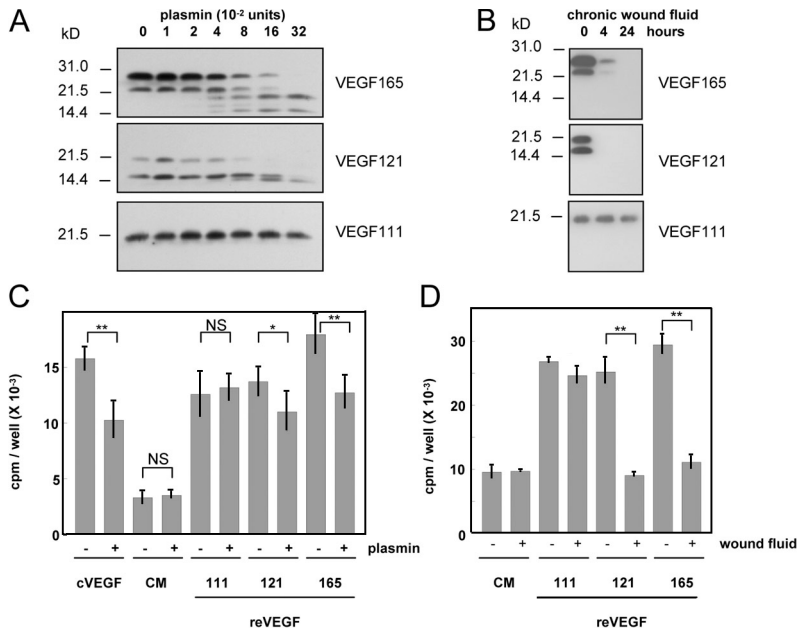 A
plasmin (10-2 units)
kD
0 1 2 4 8 16 32
31.0
21.5
14.4
VEGF165
21.5
14.4
VEGF121
21.5
VEGF111
B
chronic wound fluid
kD
0 4 24 hours
31.0
21.5
14.4
VEGF165
21.5
14.4
VEGF121
21.5
VEGF111
C
cpm / well (X 10-3)
15
10
5
0
**
NS
NS
*
**
- + - + - + - + - + plasmin
cVEGF CM 111 121 165
reVEGF
D
cpm / well (X 10-3)
30
20
10
0
**
**
- + - + - + - + wound fluid
CM 111 121 165
reVEGF